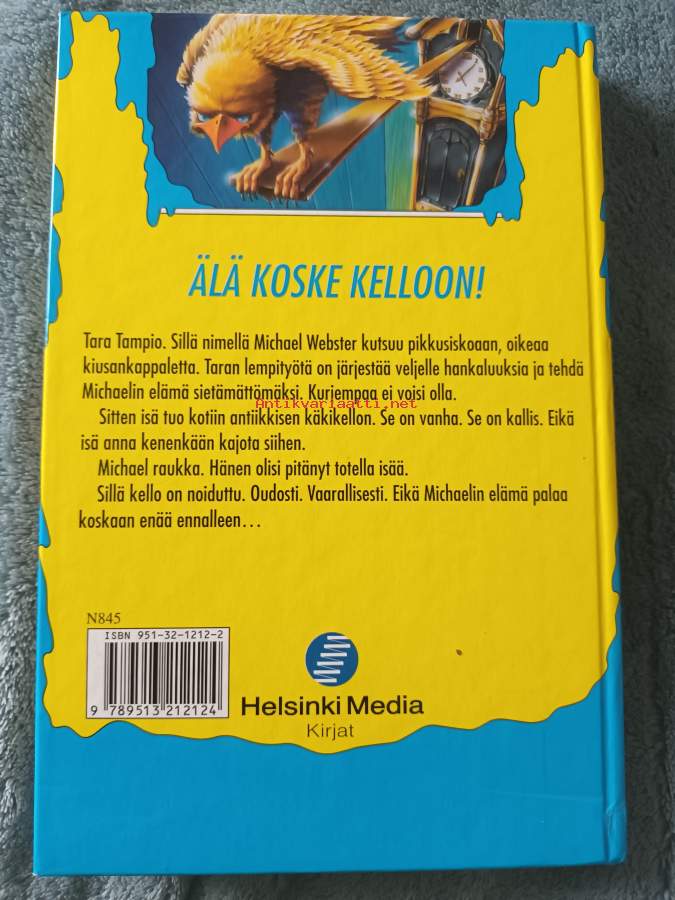 ÄLÄ KOSKE KELLOON!
Tara Tampio. Sillä nimellä Michael Webster kutsuu pikkusiskoaan, oikeaa
kiusankappaletta. Taran lempityötä on järjestää veljelle hankaluuksia ja tehdä
Michaelin elämä sietämättömäksi. Kurjempaa ei voisi olla.
Antikvariaatti.net
Sitten isä tuo kotiin antiikkisen käkikellon. Se on vanha. Se on kallis. Eikä
isä anna kenenkään kajota siihen.
Michael raukka. Hänen olisi pitänyt totella isää.
Sillä kello on noiduttu. Oudosti. Vaarallisesti. Eikä Michaelin elämä palaa
koskaan enää ennalleen…
N845
ISBN 951-32-1212-2
9 789513 212124
Helsinki Media
Kirjat